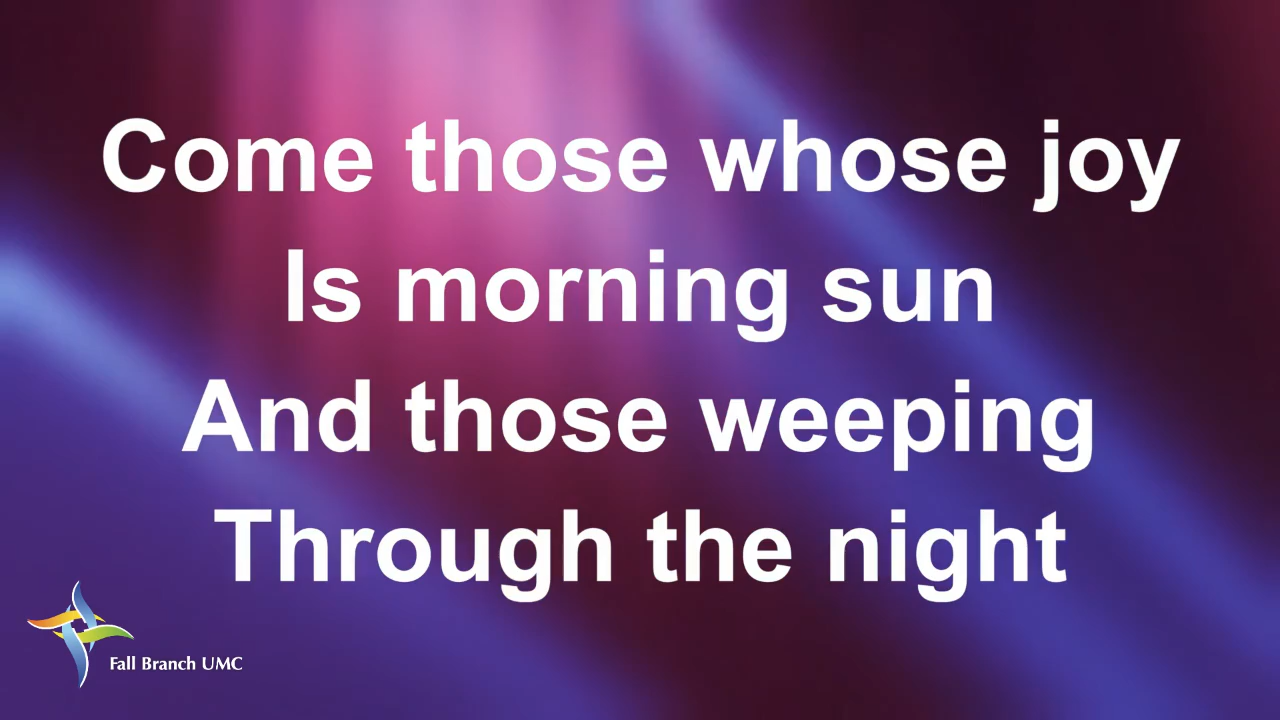 Come those whose joy
Is morning sun
And those weeping
Through the night
Fall Branch UMC